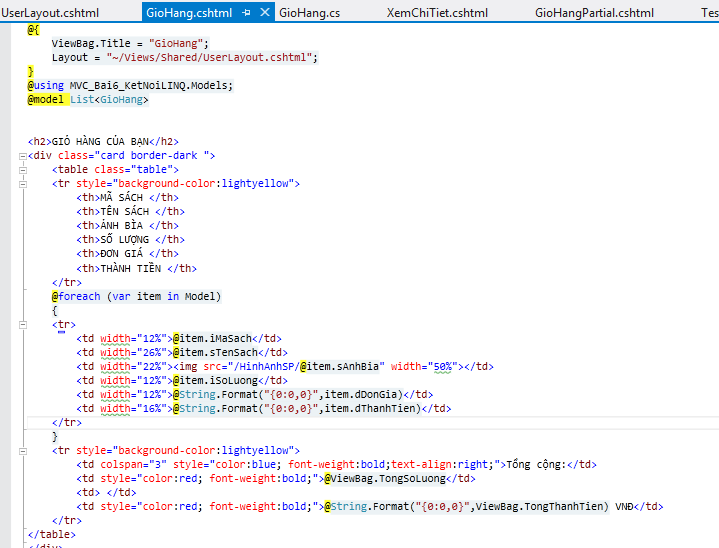 UserLayout.cshtml GioHang.cshtml GioHang.cs XemChiTiet.cshtml GioHangPartial.cshtml Tes
@{
ViewBag.Title = "GioHang";
Layout = "~/Views/Shared/UserLayout.cshtml";
}
@using MVC_Bai6_KetNoiLINQ.Models;
@model List<GioHang>
<h2>GIỎ HÀNG CỦA BẠN</h2>
<div class="card border-dark ">
<table class="table">
<tr style="background-color:lightyellow">
<th>MÃ SÁCH </th>
<th>TÊN SÁCH </th>
<th>ẢNH BÌA </th>
<th>SỐ LƯỢNG </th>
<th>ĐƠN GIÁ </th>
<th>THÀNH TIỀN </th>
</tr>
@foreach (var item in Model)
{
<tr>
<td width="12%">@item.iMaSach</td>
<td width="26%">@item.sTenSach</td>
<td width="22%"><img src="/HinhAnhSP/@item.sAnhBia" width="50%"></td>
<td width="12%">@item.iSoLuong</td>
<td width="12%">@String.Format("{0:0,0}",item.dDonGia)</td>
<td width="16%">@String.Format("{0:0,0}",item.dThanhTien)</td>
</tr>
}
<tr style="background-color:lightyellow">
<td colspan="3" style="color:blue; font-weight:bold;text-align:right;">Tổng cộng:</td>
<td style="color:red; font-weight:bold;">@ViewBag.TongSoLuong</td>
<td> </td>
<td style="color:red; font-weight:bold;">@String.Format("{0:0,0}",ViewBag.TongThanhTien) VNĐ</td>
</tr>
</table>
</div>